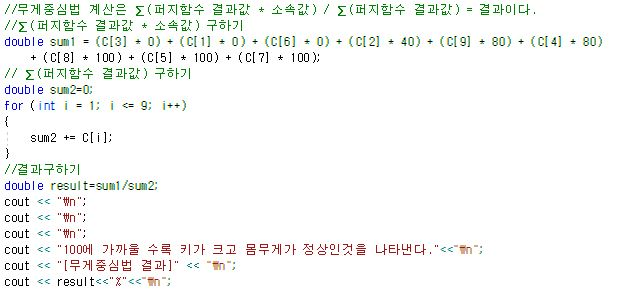 //무게중심법 계산은 ∑(퍼지함수 결과값 * 소속값) / ∑(퍼지함수 결과값) = 결과이다.
//∑(퍼지함수 결과값 * 소속값) 구하기
double sum1 = (C[3] * 0) + (C[1] * 0) + (C[6] * 0) + (C[2] * 40) + (C[9] * 80) + (C[4] * 80)
+ (C[8] * 100) + (C[5] * 100) + (C[7] * 100);
// ∑(퍼지함수 결과값) 구하기
double sum2=0;
for (int i = 1; i <= 9; i++)
{
sum2 += C[i];
}
//결과구하기
double result=sum1/sum2;
cout << "₩n";
cout << "₩n";
cout << "₩n";
cout << "100에 가까울 수록 키가 크고 몸무게가 정상인것을 나타낸다."<<"₩n";
cout << "[무게중심법 결과]" << "₩n";
cout << result<<"%"<<"₩n";